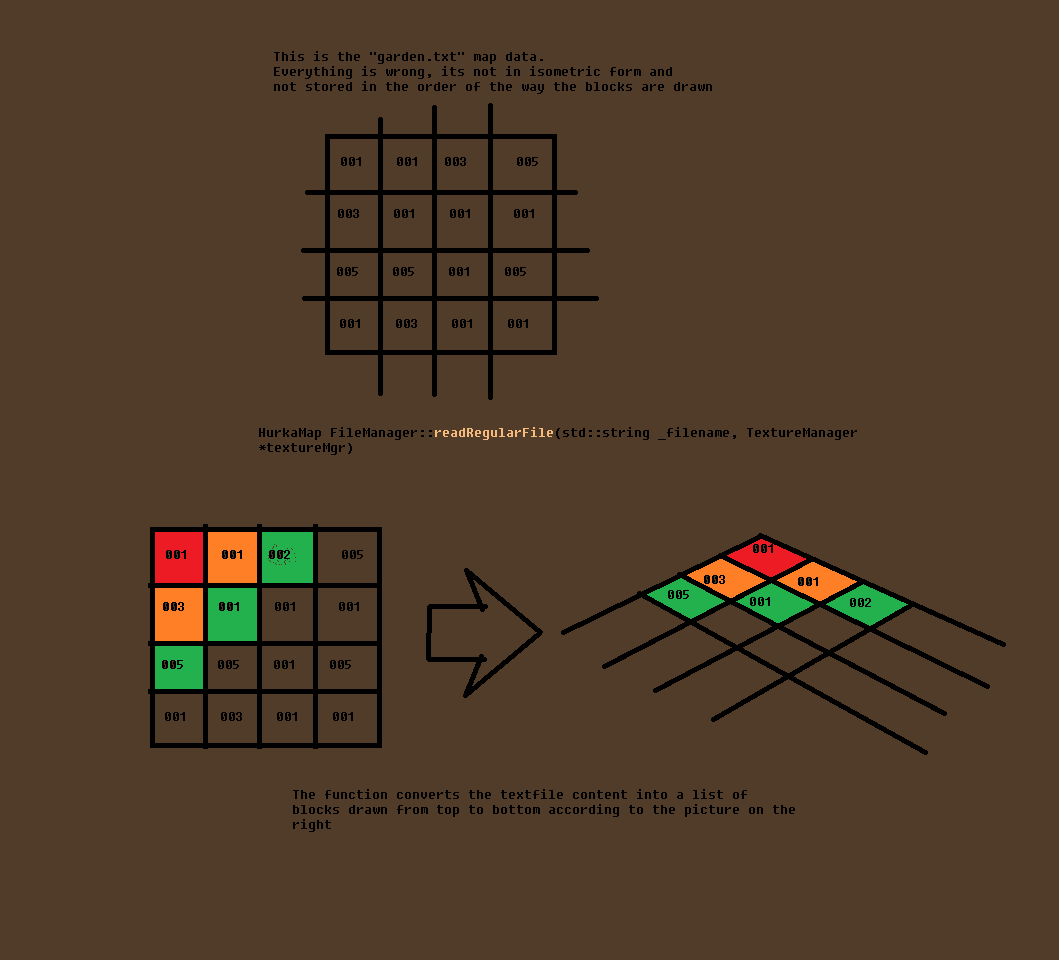 This is the "garden.txt" map data.
Everything is wrong, its not in isometric form and
not stored in the order of the way the blocks are drawn
001 001 003 005
003 001 001 001
005 005 001 005
001 003 001 001
HurkaMap FileManager::readRegularFile(std::string _filename, TextureManager
*textureMgr)
001 001 002 005
003 001 001 001
005 005 001 005
001 003 001 001
001
003 001
005 001 002
The function converts the textfile content into a list of
blocks drawn from top to bottom according to the picture on the
right